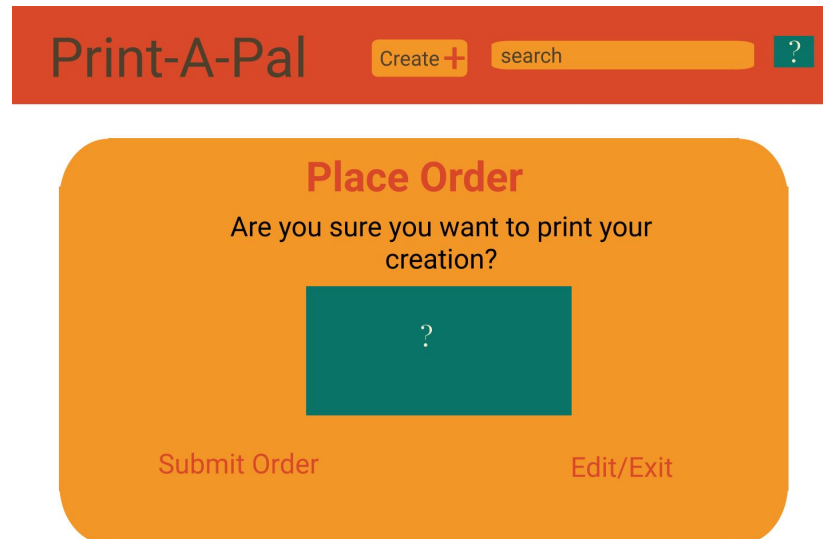 Print-A-Pal
Create+
search
?
Place Order
Are you sure you want to print your
creation?
?
Submit Order
Edit/Exit